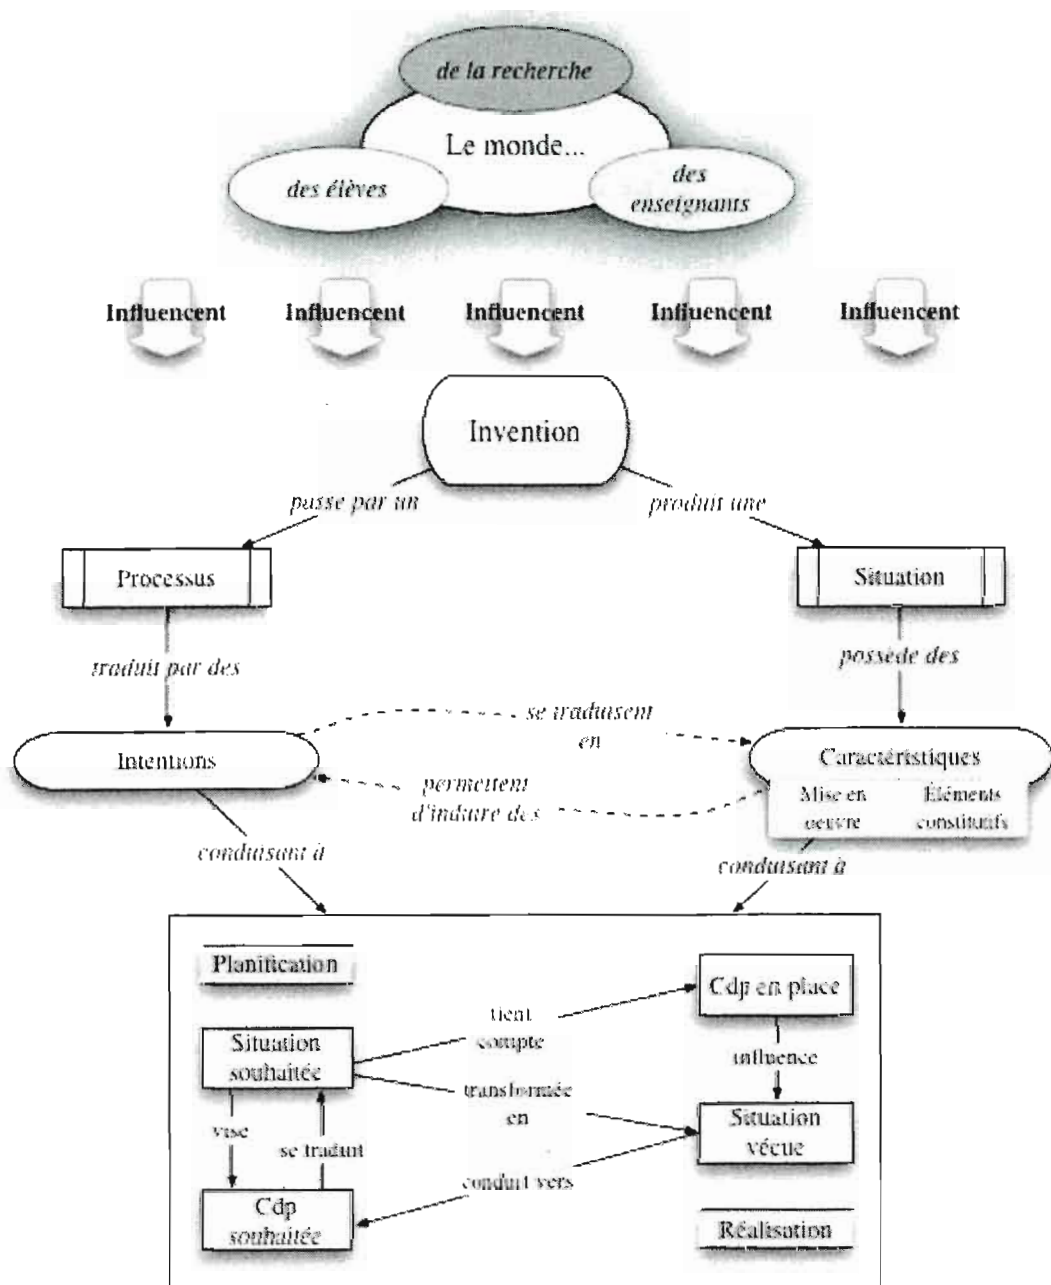 de la recherche
Le monde...
des élèves
des
enseignants
Influencent
Influencent
Influencent
Influencent
Influencent
Invention
passe par un
produit une
Processus
Situation
traduit par des
possède des
se traduisent
en
Intentions
Caractéristiques
permettent
d'induire des
Mise en
oeuvre
Éléments
constitutifs
conduisant à
conduisant à
Planification
Cdp en place
tient
compte
Situation
souhaitée
influence
transformée
en
Situation
vécue
vise
se traduit
conduit vers
Cdp
souhaitée
Réalisation